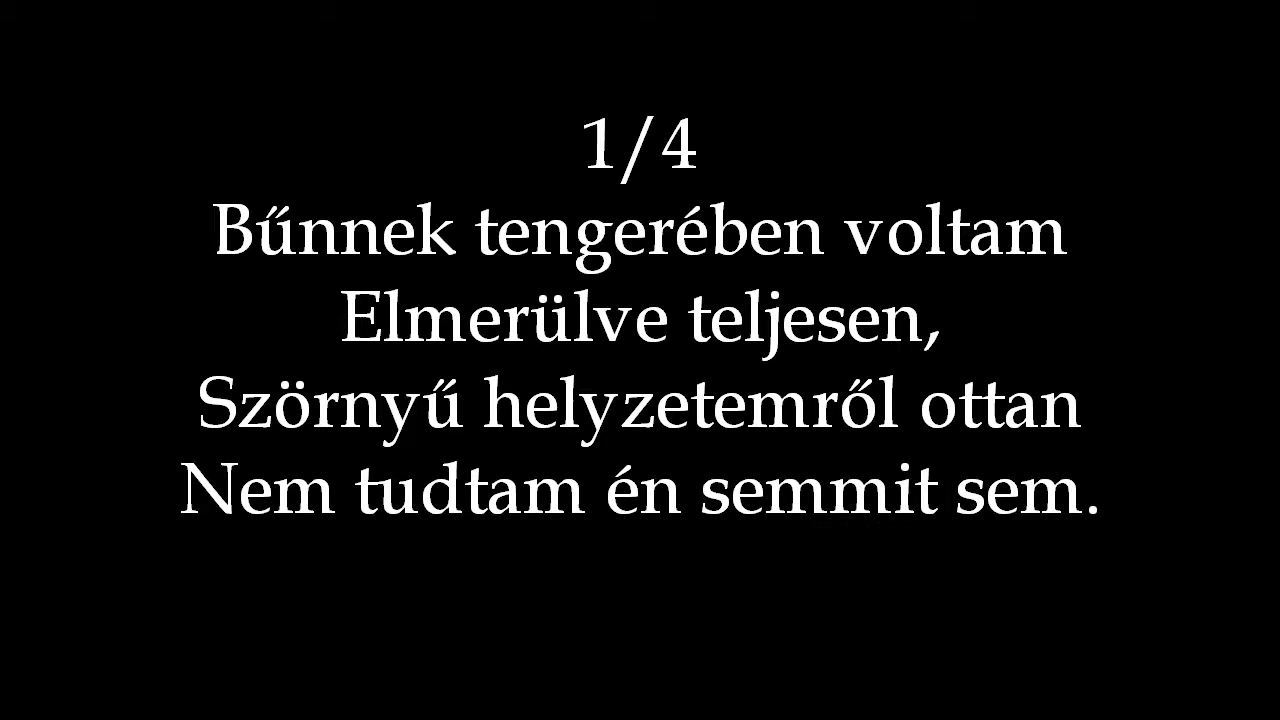 1/4
Bűnnek tengerében voltam
Elmerülve teljesen,
Szörnyű helyzetemről ottan
Nem tudtam én semmit sem.